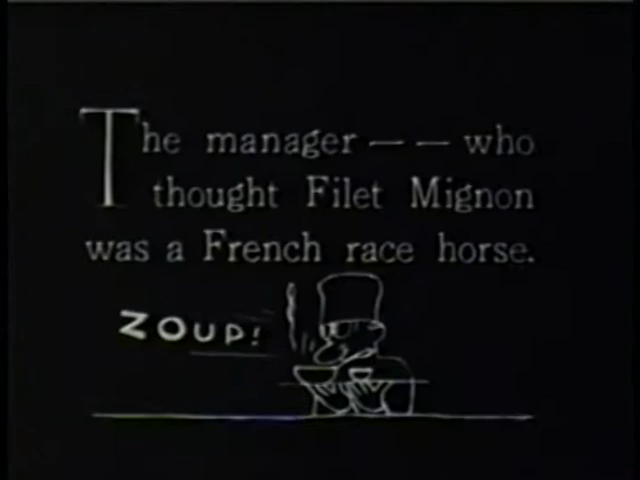 The manager — — who
thought Filet Mignon
was a French race horse.
ZOUP!